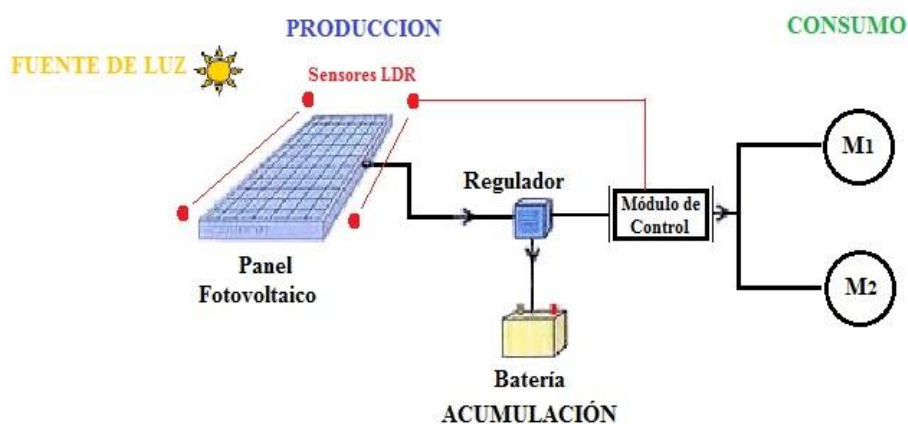 PRODUCCION
CONSUMO
FUENTE DE LUZ
Sensores LDR
M1
Regulador
Módulo de
Control
Panel
Fotovoltaico
M2
Batería
ACUMULACIÓN